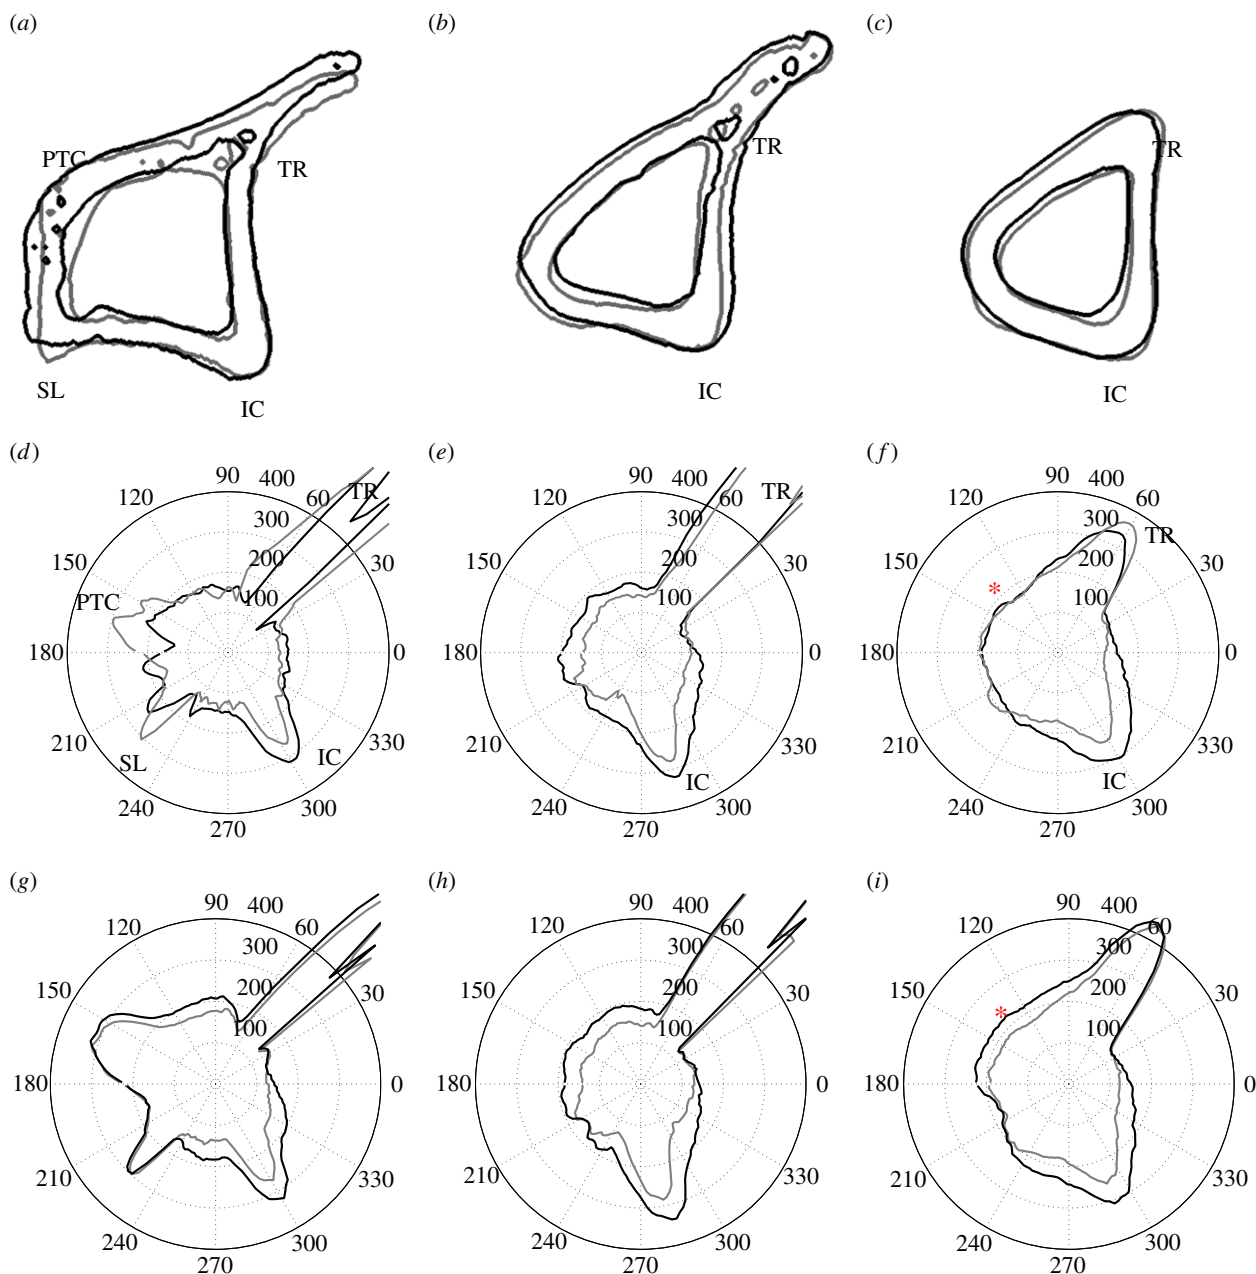 (a) (b) (c)
PTC TR TR TR
SL IC IC IC
(d) (e) (f)
90 400 90 400 90 400
120 60 TR 120 60 TR 120 60
300 300 300 TR
150 200 30 150 200 30 150 200 30
PTC 100 100 * 100
180 0 180 0 180 0
210 SL IC 330 210 IC 330 210 IC 330
240 300 240 300 240 300
270 270 270
(g) (h) (i)
90 400 90 400 90 400
120 60 120 60 120 60
300 300 300
150 200 30 150 200 30 150 200 30
100 100 * 100
180 0 180 0 180 0
210 330 210 330 210 330
240 300 240 300 240 300
270 270 270